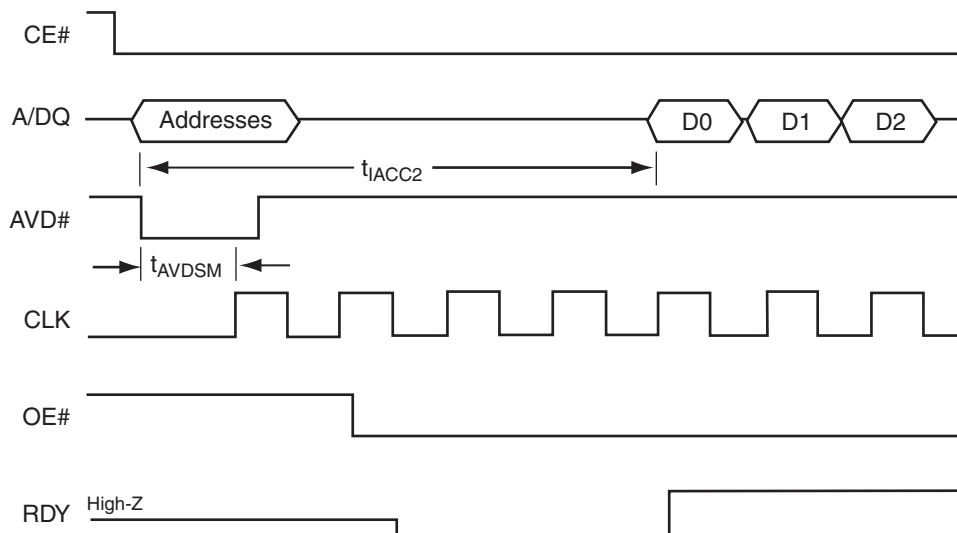 CE#
A/DQ Addresses D0 D1 D2
tIACC2
AVD#
tAVDSM
CLK
OE#
High-Z
RDY